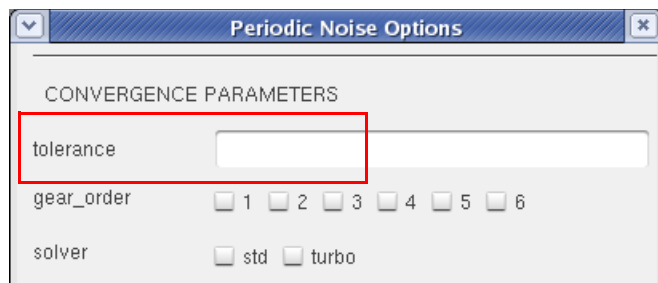 Periodic Noise Options
CONVERGENCE PARAMETERS
tolerance
gear_order 1 2 3 4 5 6
solver std turbo